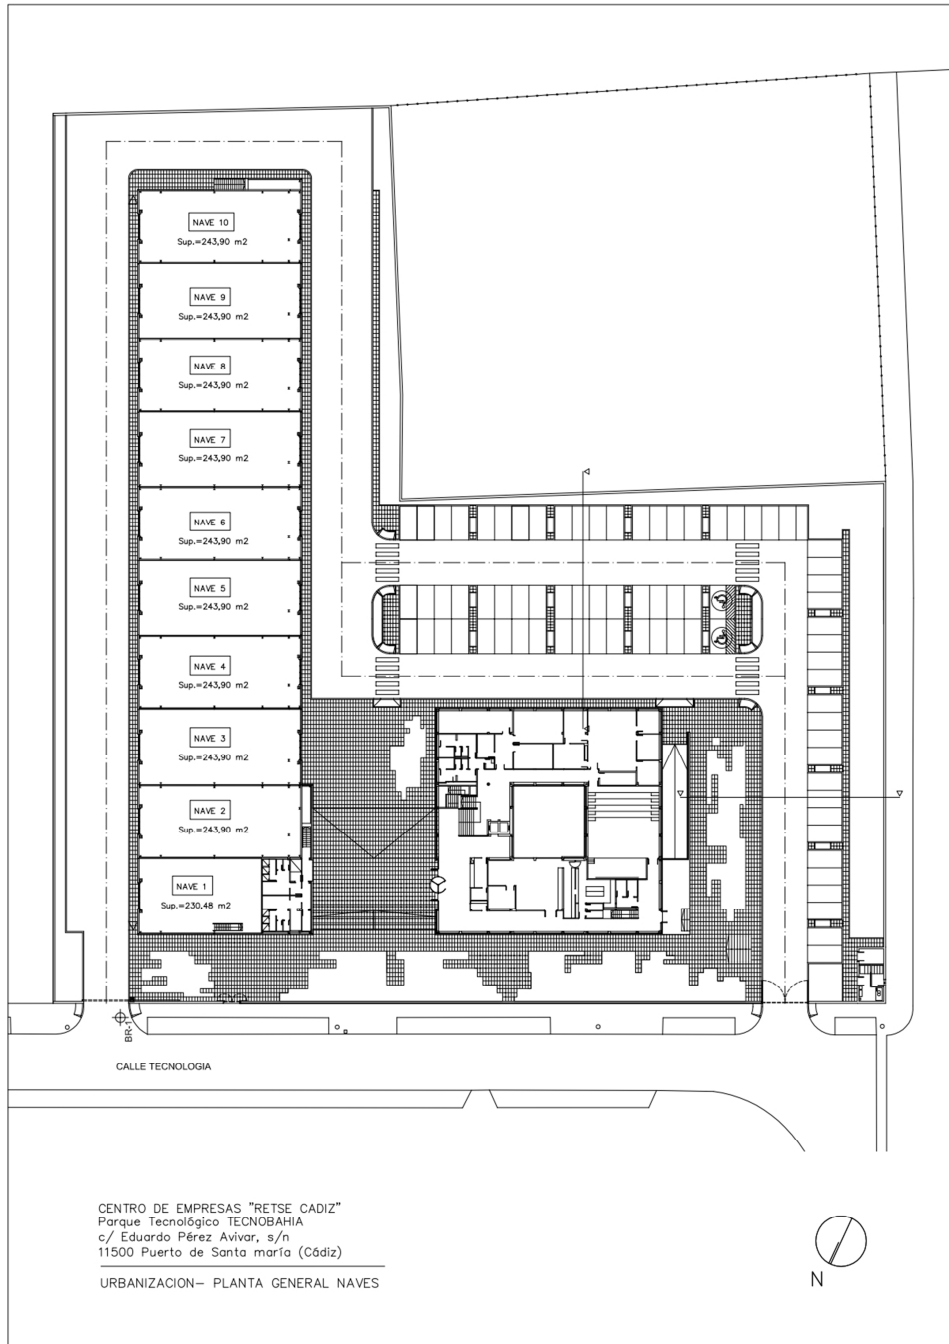 NAVE 10
Sup.=243,90 m2
NAVE 9
Sup.=243,90 m2
NAVE 8
Sup.=243,90 m2
NAVE 7
Sup.=243,90 m2
NAVE 6
Sup.=243,90 m2
NAVE 5
Sup.=243,90 m2
NAVE 4
Sup.=243,90 m2
NAVE 3
Sup.=243,90 m2
NAVE 2
Sup.=243,90 m2
NAVE 1
Sup.=230.48 m2
BR-1
CALLE TECNOLOGIA
CENTRO DE EMPRESAS "RETSE CADIZ"
Parque Tecnológico TECNOBAHIA
c/ Eduardo Pérez Avivar, s/n
11500 Puerto de Santa maría (Cádiz)
URBANIZACION– PLANTA GENERAL NAVES
N